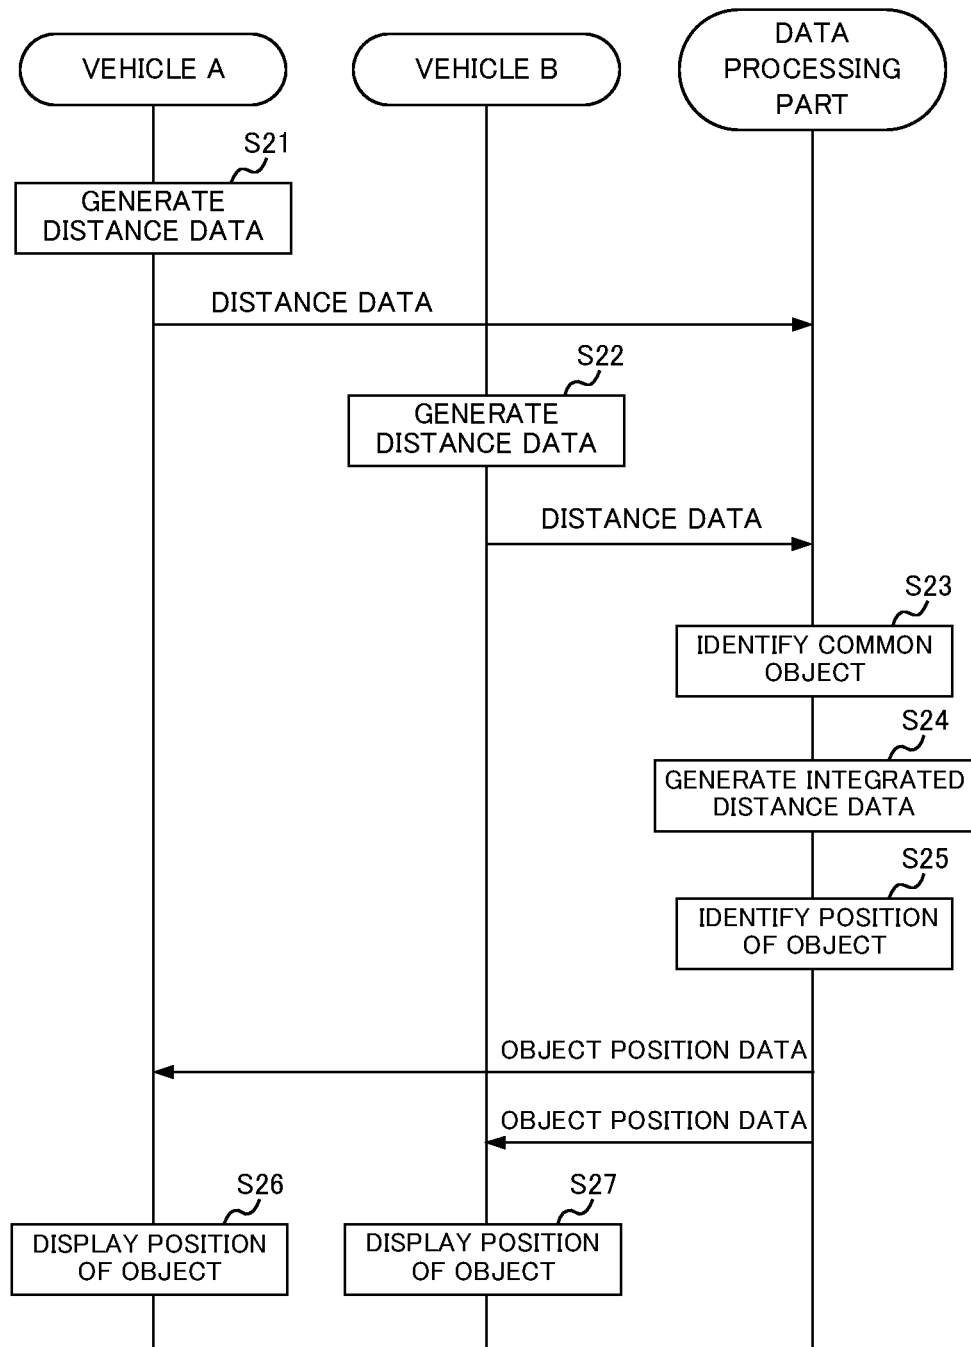 VEHICLE A
VEHICLE B
DATA
PROCESSING
PART
S21
GENERATE
DISTANCE DATA
DISTANCE DATA
S22
GENERATE
DISTANCE DATA
DISTANCE DATA
S23
IDENTIFY COMMON
OBJECT
S24
GENERATE INTEGRATED
DISTANCE DATA
S25
IDENTIFY POSITION
OF OBJECT
OBJECT POSITION DATA
OBJECT POSITION DATA
S26
DISPLAY POSITION
OF OBJECT
S27
DISPLAY POSITION
OF OBJECT